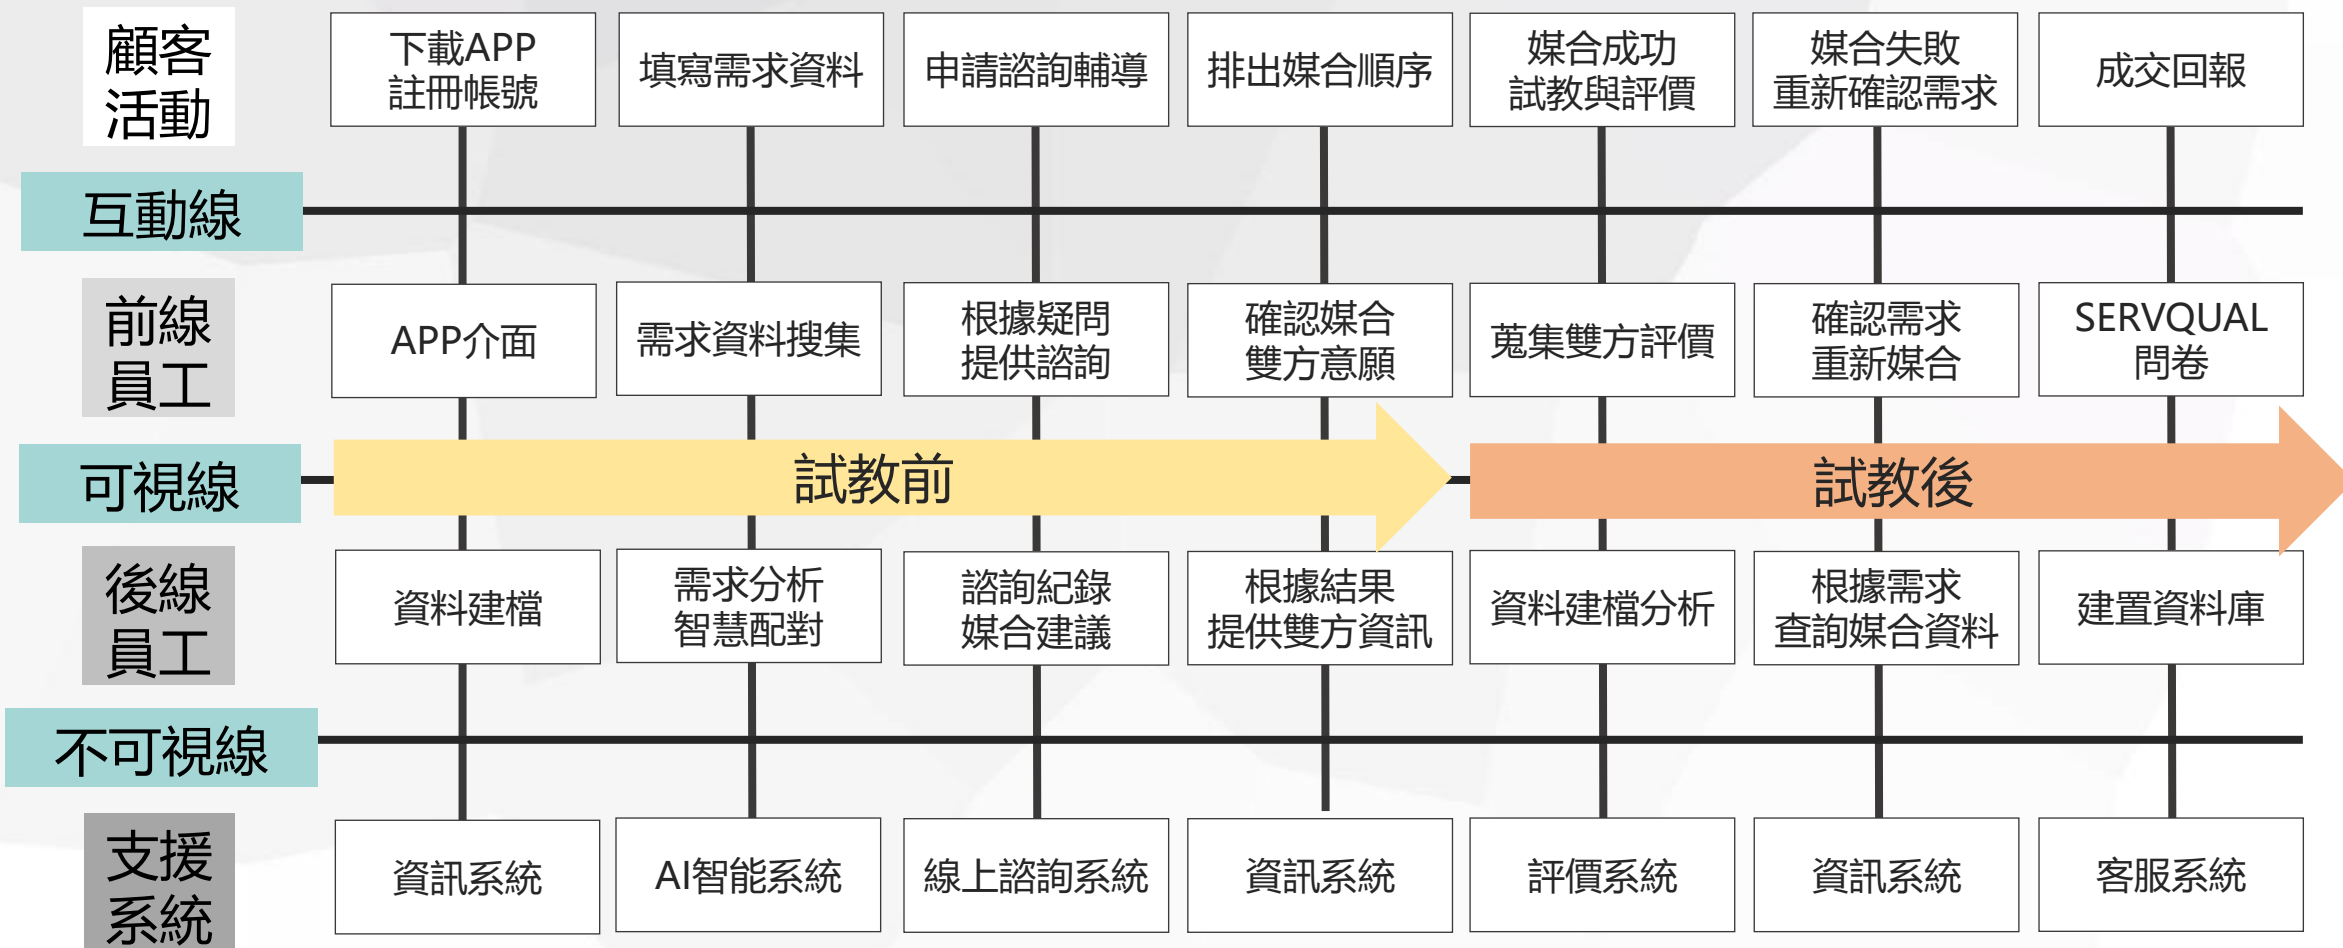 顧客
活動
下載APP
註冊帳號
填寫需求資料
申請諮詢輔導
排出媒合順序
媒合成功
試教與評價
媒合失敗
重新確認需求
成交回報
互動線
前線
員工
APP介面
需求資料搜集
根據疑問
提供諮詢
確認媒合
雙方意願
蒐集雙方評價
確認需求
重新媒合
SERVQUAL
問卷
可視線
試教前
試教後
後線
員工
資料建檔
需求分析
智慧配對
諮詢紀錄
媒合建議
根據結果
提供雙方資訊
資料建檔分析
根據需求
查詢媒合資料
建置資料庫
不可視線
支援
系統
資訊系統
AI智能系統
線上諮詢系統
資訊系統
評價系統
資訊系統
客服系統